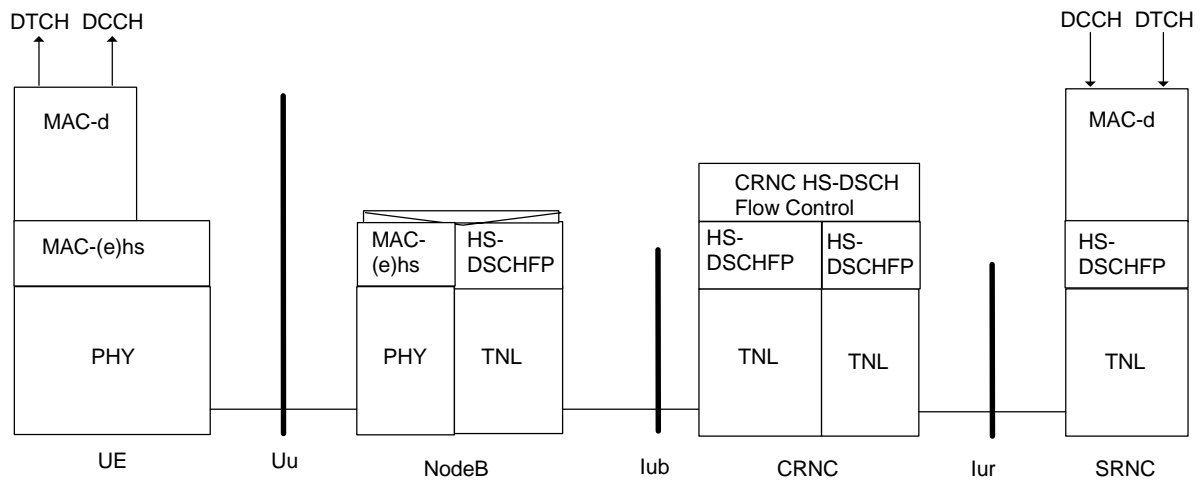 DTCH DCCH
DCCH DTCH
MAC-d
MAC-d
CRNC HS-DSCH
Flow Control
MAC-(e)hs
MAC-
(e)hs
HS-
DSCHFP
HS-
DSCHFP
HS-
DSCHFP
HS-
DSCHFP
PHY
PHY
TNL
TNL
TNL
TNL
UE
Uu
NodeB
Iub
CRNC
Iur
SRNC